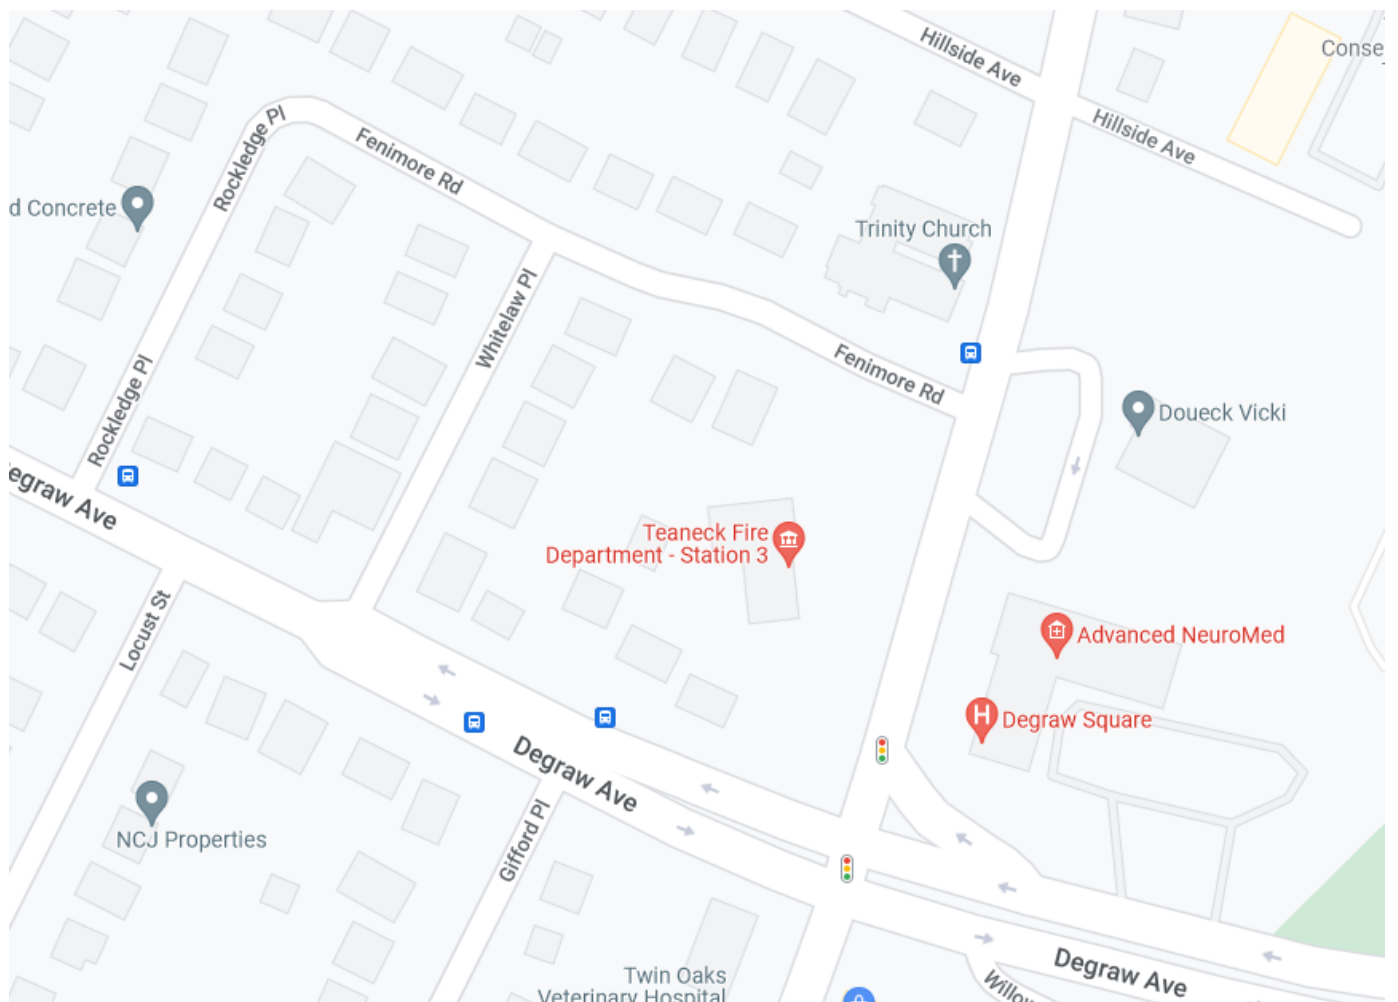 Hillside Ave
Conse
Hillside Ave
Rockledge Pl
Fenimore Rd
d Concrete
Trinity Church
Whitelaw Pl
Fenimore Rd
Rockledge Pl
Doueck Vicki
egraw Ave
Teaneck Fire
Department - Station 3
Locust St
Advanced NeuroMed
H
Degraw Square
Degraw Ave
NCJ Properties
Gifford Pl
Degraw Ave
Twin Oaks
Veterinary Hospital
Willow